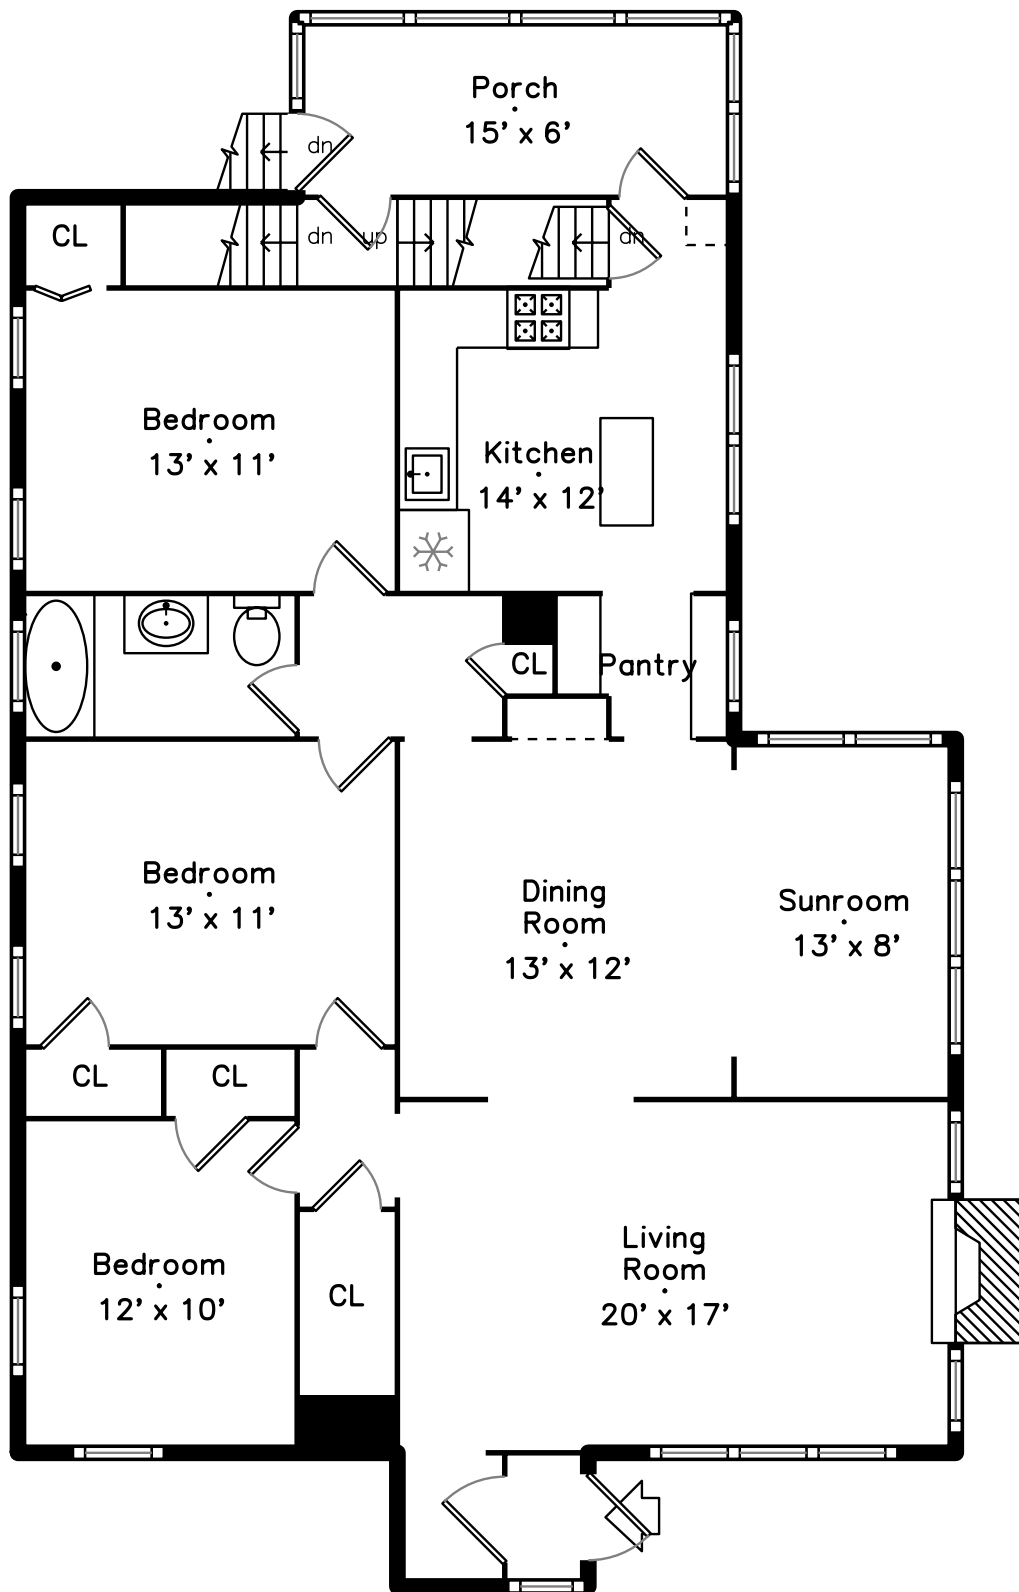 Porch
15' x 6'
dn
CL
dn
up
dn
Bedroom
13' x 11'
Kitchen
14' x 12'
CL
Pantry
Bedroom
13' x 11'
Dining
Room
13' x 12'
Sunroom
13' x 8'
CL
CL
Bedroom
12' x 10'
CL
Living
Room
20' x 17'